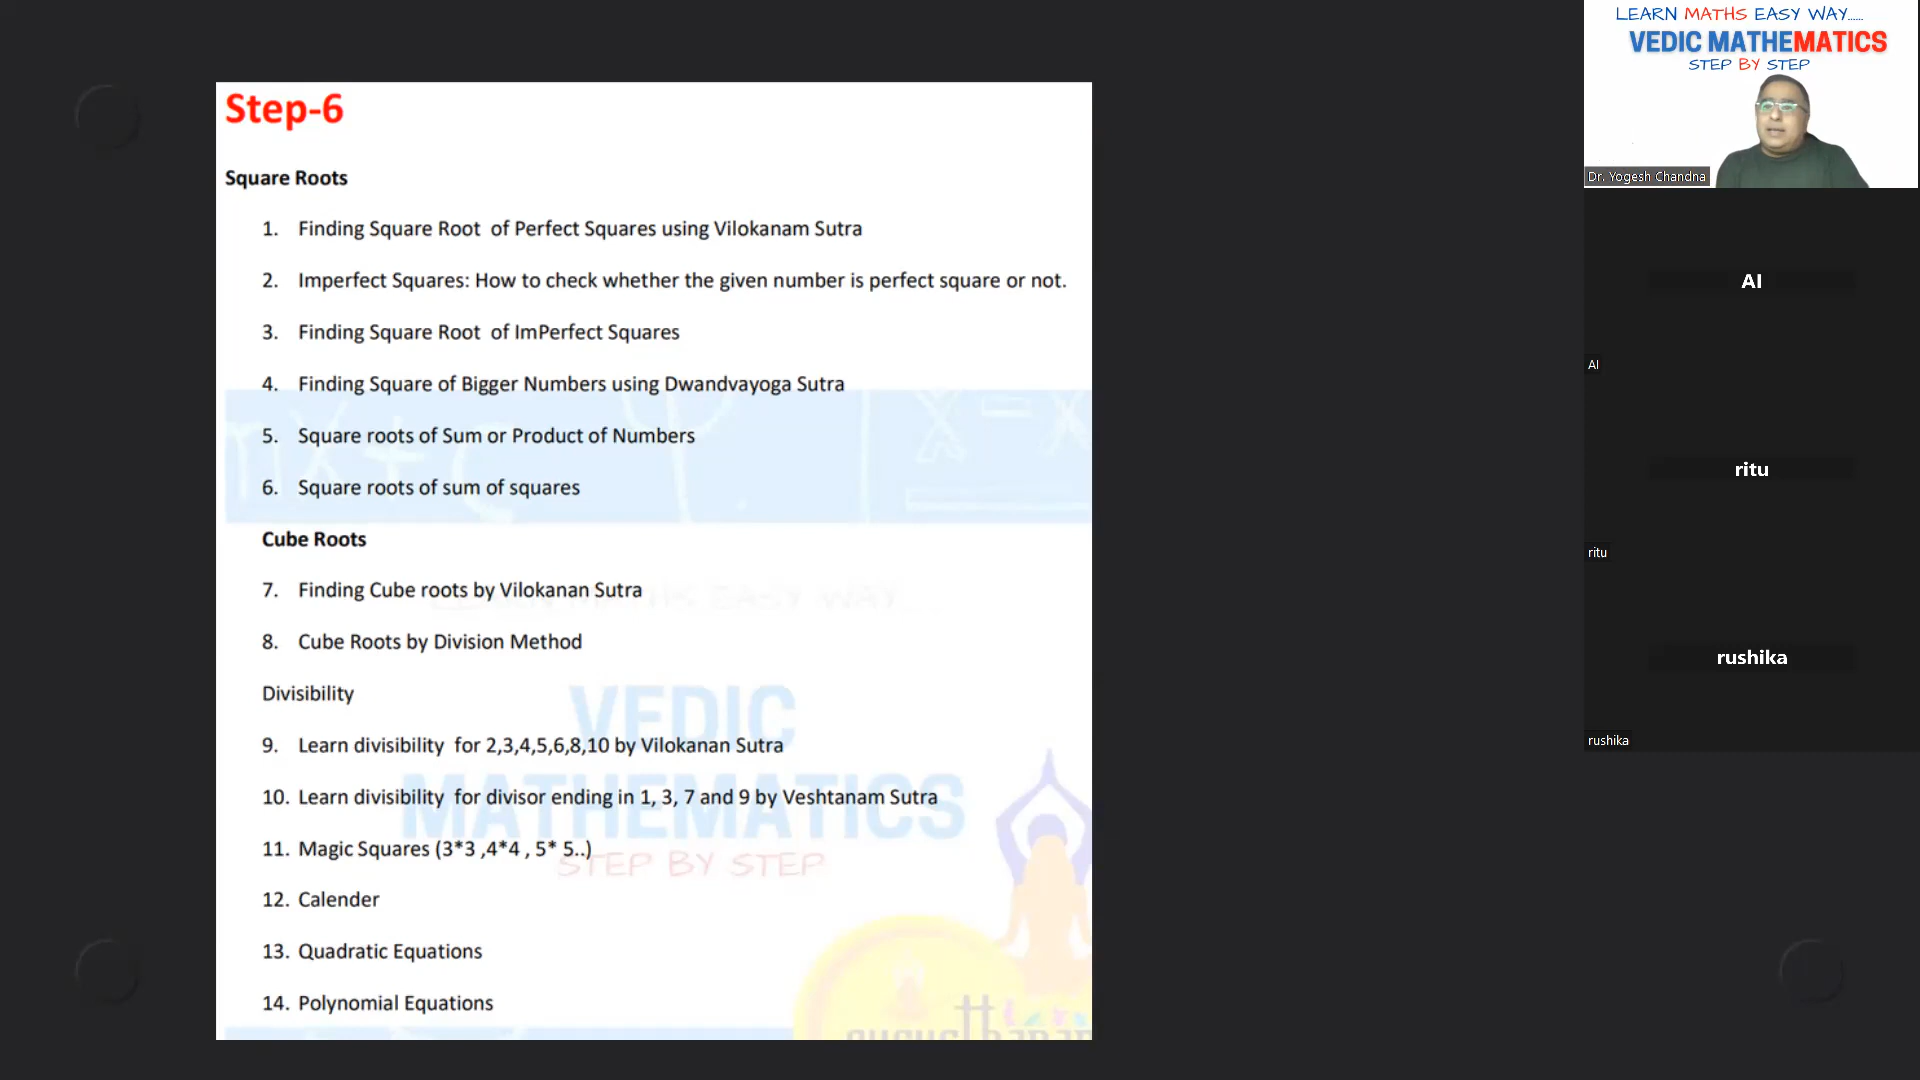 Step-6
Square Roots
1. Finding Square Root of Perfect Squares using Vilokanam Sutra
2. Imperfect Squares: How to check whether the given number is perfect square or not.
3. Finding Square Root of ImPerfect Squares
4. Finding Square of Bigger Numbers using Dwandvayoga Sutra
5. Square roots of Sum or Product of Numbers
6. Square roots of sum of squares
Cube Roots
7. Finding Cube roots by Vilokanan Sutra
8. Cube Roots by Division Method
Divisibility
9. Learn divisibility for 2,3,4,5,6,8,10 by Vilokanan Sutra
10. Learn divisibility for divisor ending in 1, 3, 7 and 9 by Veshtanam Sutra
11. Magic Squares (3*3 ,4*4 , 5* 5..)
12. Calender
13. Quadratic Equations
14. Polynomial Equations
VEDIC
MATHEMATICS
STEP BY STEP
LEARN MATHS EASY WAY......
VEDIC MATHEMATICS
STEP BY STEP
Dr. Yogesh Chandna
AI
AI
ritu
ritu
rushika
rushika